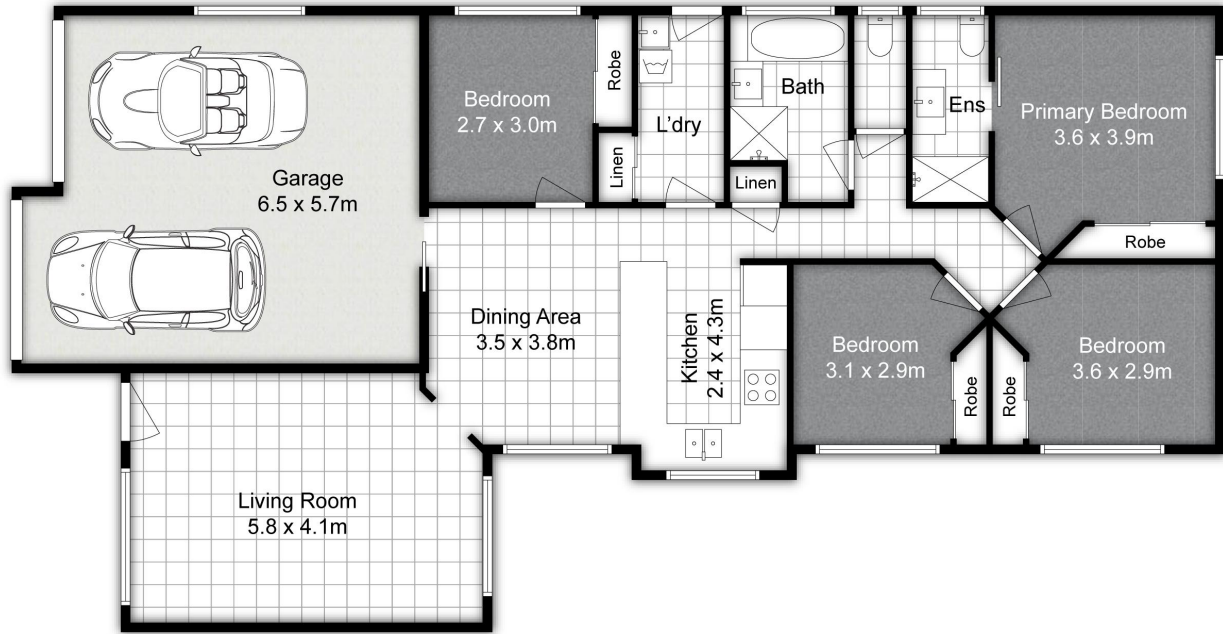 Bedroom
2.7 x 3.0m
Robe
L'dry
Linen
Bath
Linen
Ens
Primary Bedroom
3.6 x 3.9m
Robe
Garage
6.5 x 5.7m
Dining Area
3.5 x 3.8m
Kitchen
2.4 x 4.3m
Bedroom
3.1 x 2.9m
Robe
Robe
Bedroom
3.6 x 2.9m
Living Room
5.8 x 4.1m